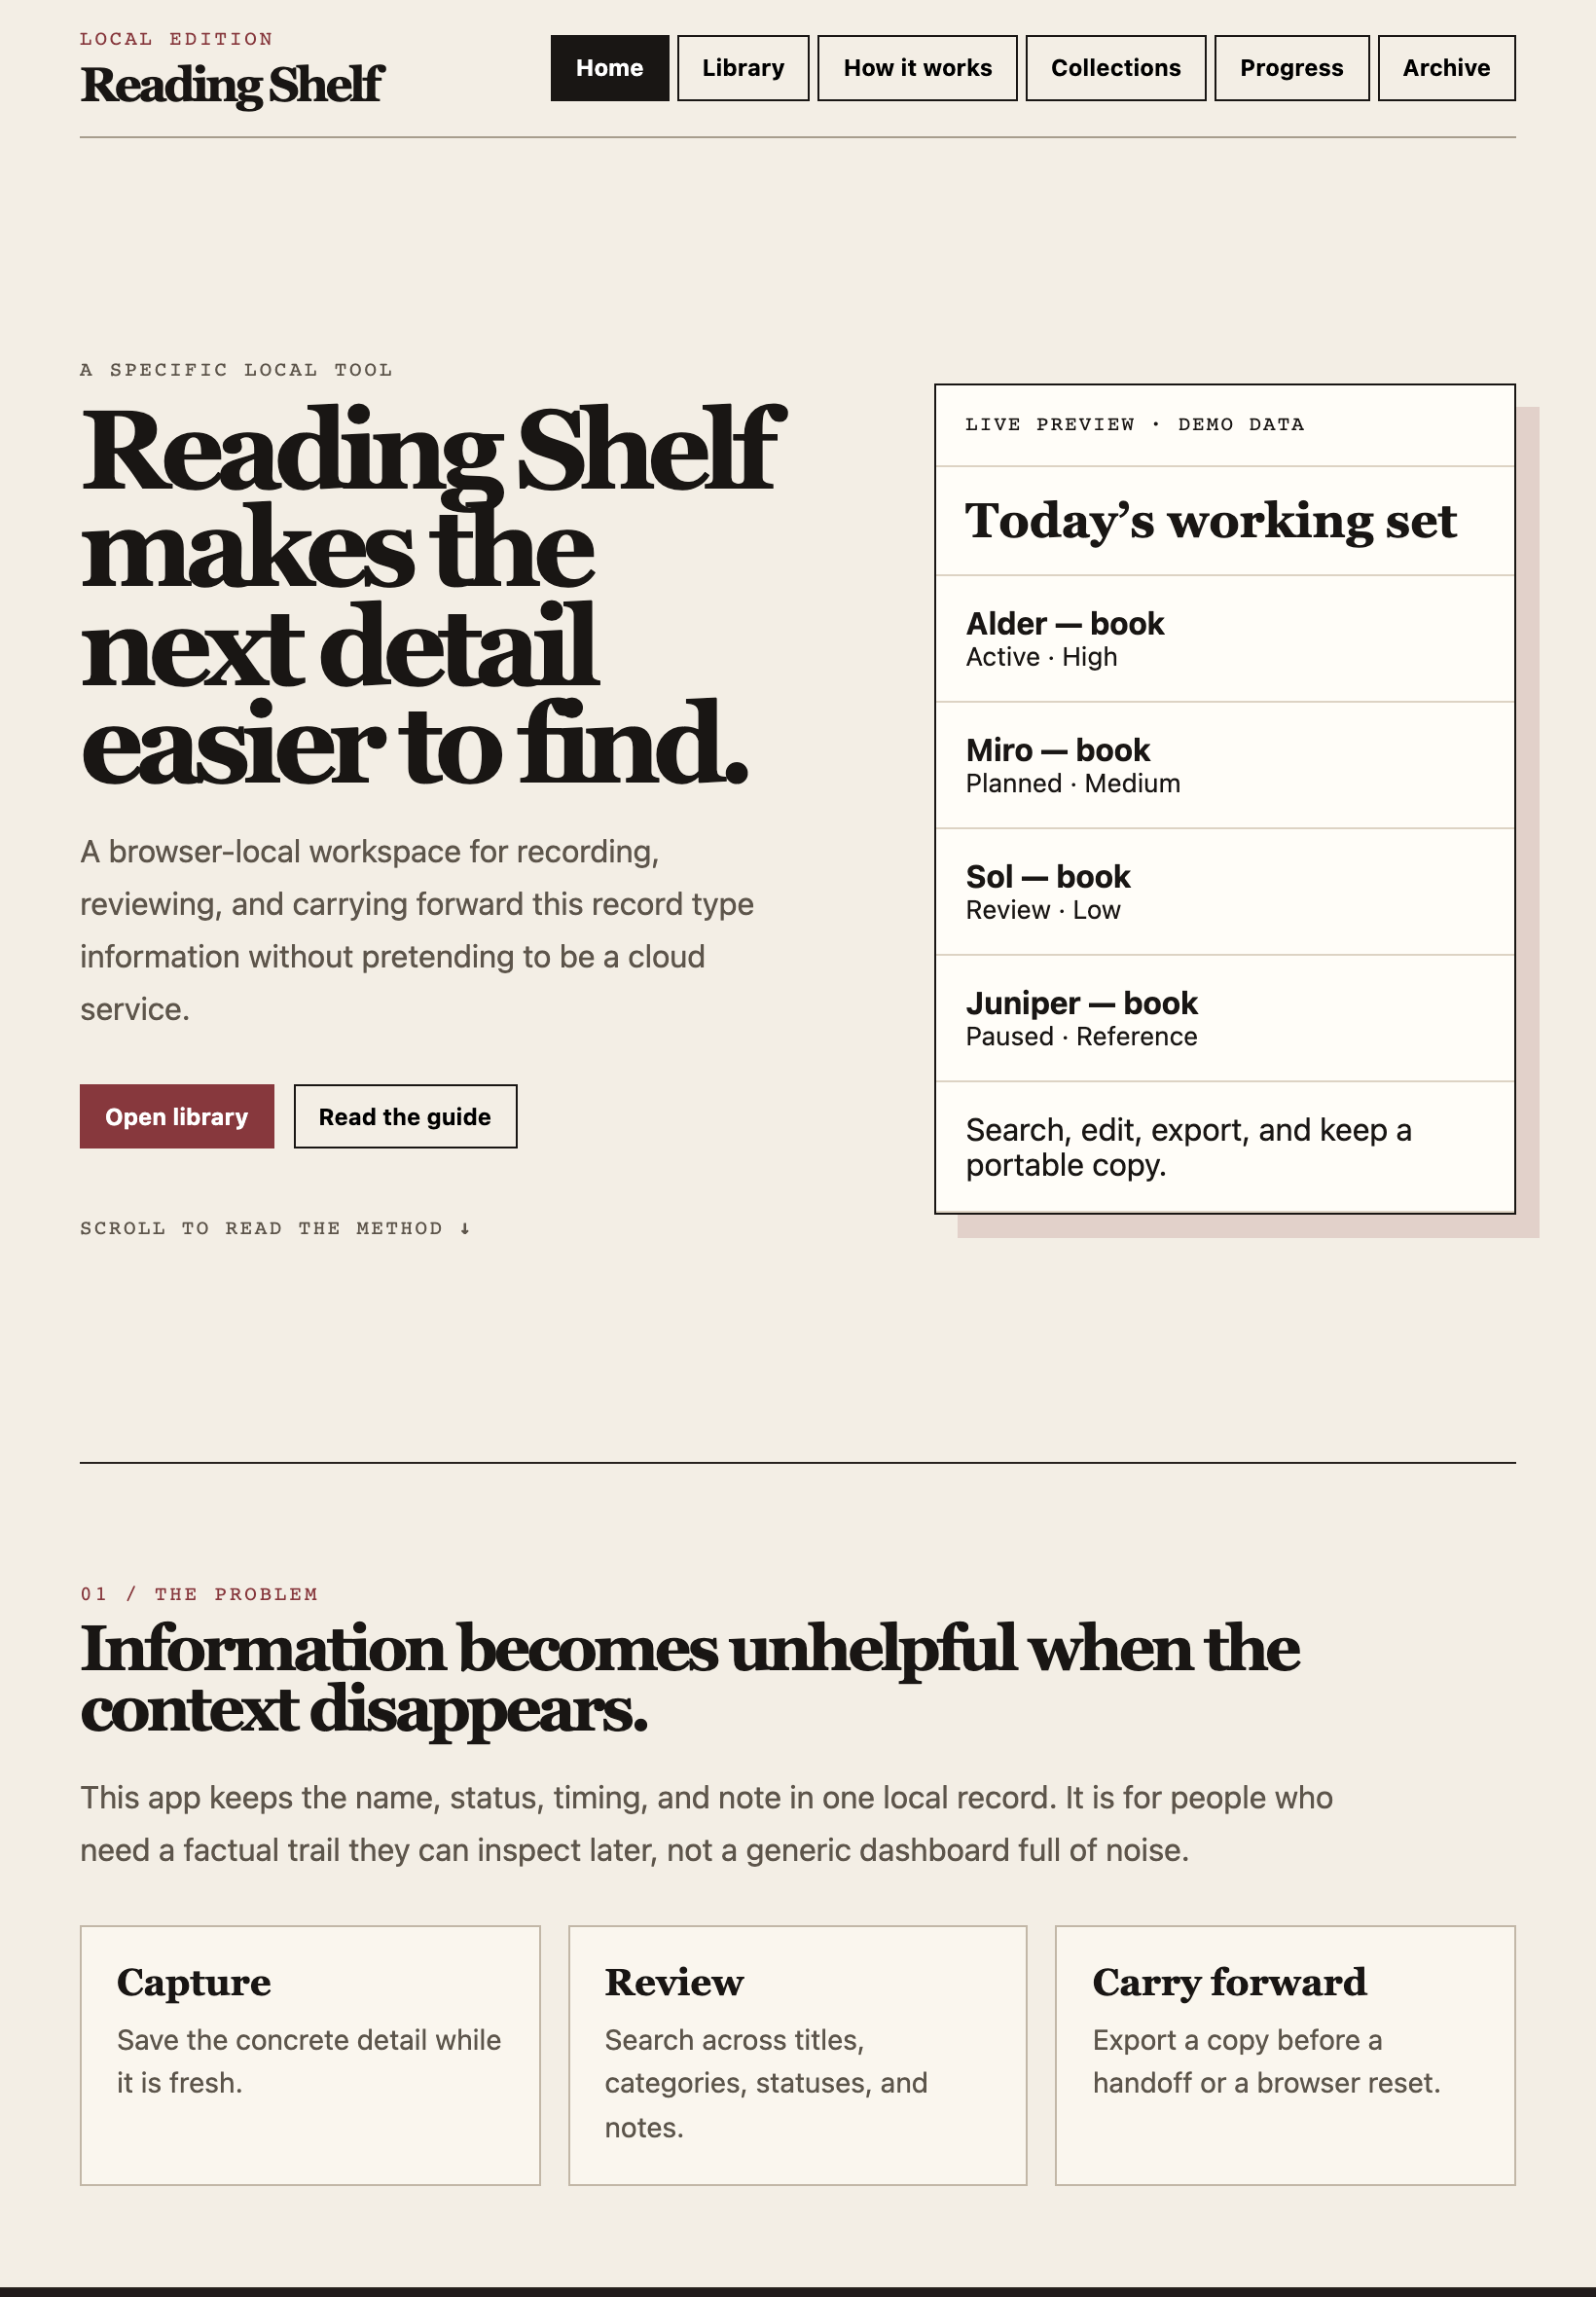 LOCAL EDITION
Reading Shelf
Home
Library
How it works
Collections
Progress
Archive
A SPECIFIC LOCAL TOOL
Reading Shelf
makes the
next detail
easier to find.
A browser-local workspace for recording,
reviewing, and carrying forward this record type
information without pretending to be a cloud
service.
Open library
Read the guide
SCROLL TO READ THE METHOD ↓
LIVE PREVIEW · DEMO DATA
Today’s working set
Alder — book
Active · High
Miro — book
Planned · Medium
Sol — book
Review · Low
Juniper — book
Paused · Reference
Search, edit, export, and keep a
portable copy.
01 / THE PROBLEM
Information becomes unhelpful when the
context disappears.
This app keeps the name, status, timing, and note in one local record. It is for people who
need a factual trail they can inspect later, not a generic dashboard full of noise.
Capture
Save the concrete detail while
it is fresh.
Review
Search across titles,
categories, statuses, and
notes.
Carry forward
Export a copy before a
handoff or a browser reset.